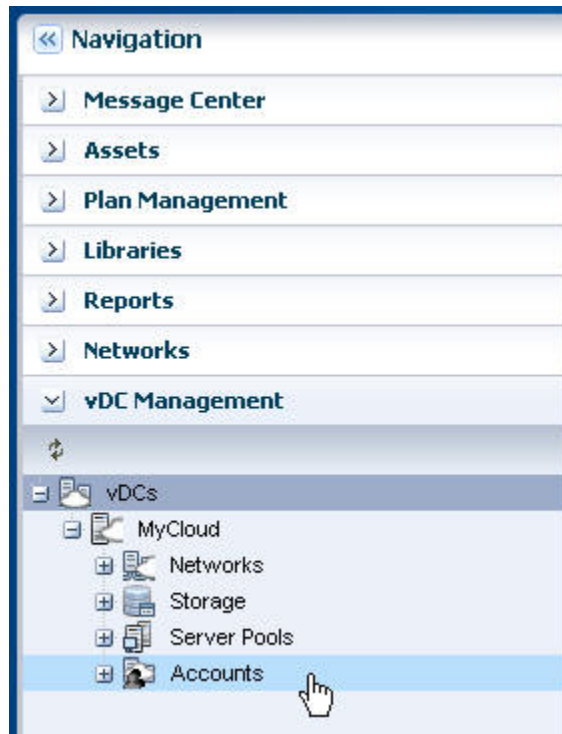 Navigation
Message Center
Assets
Plan Management
Libraries
Reports
Networks
vDC Management
vDCs
MyCloud
Networks
Storage
Server Pools
Accounts